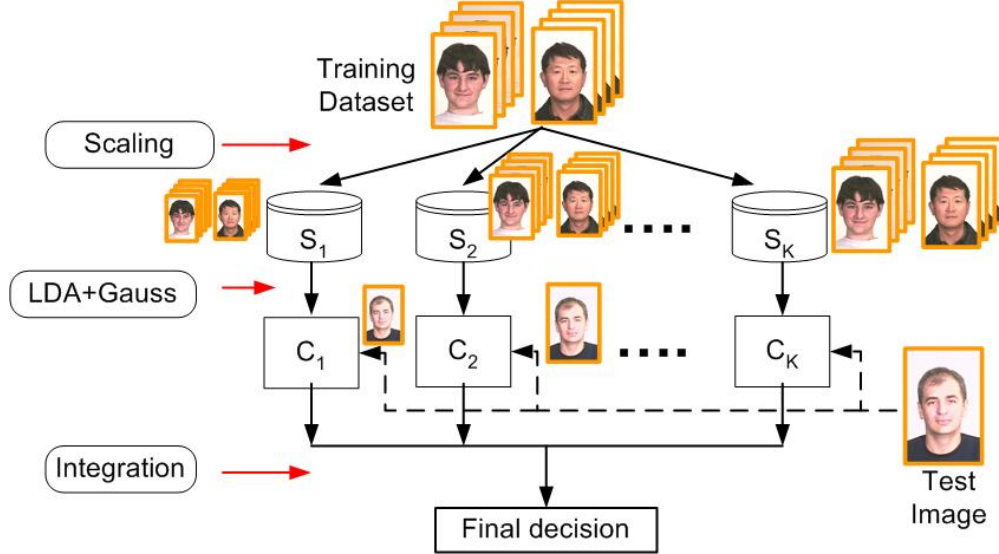 Training
Dataset
Scaling
S1
S2
SK
LDA+Gauss
C1
C2
CK
Integration
Test
Image
Final decision